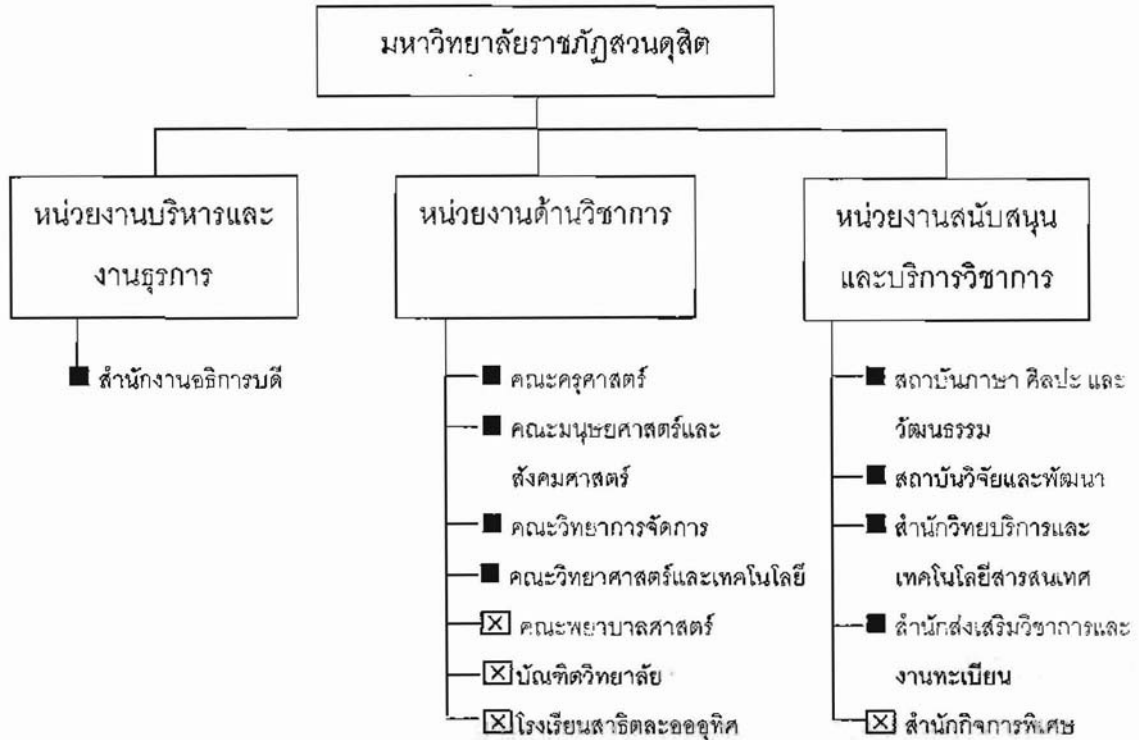 มหาวิทยาลัยราชภัฏสวนดุสิต
หน่วยงานบริหารและ
งานธุรการ
สำนักงานอธิการบดี
หน่วยงานด้านวิชาการ
คณะครุศาสตร์
คณะมนุษยศาสตร์และ
สังคมศาสตร์
คณะวิทยาการจัดการ
คณะวิทยาศาสตร์และเทคโนโลยี
คณะพยาบาลศาสตร์
บัณฑิตวิทยาลัย
โรงเรียนสาธิตละอออุทิศ
หน่วยงานสนับสนุน
และบริการวิชาการ
สถาบันภาษา ศิลปะ และ
วัฒนธรรม
สถาบันวิจัยและพัฒนา
สำนักวิทยบริการและ
เทคโนโลยีสารสนเทศ
สำนักส่งเสริมวิชาการและ
งานทะเบียน
สำนักกิจการพิเศษ